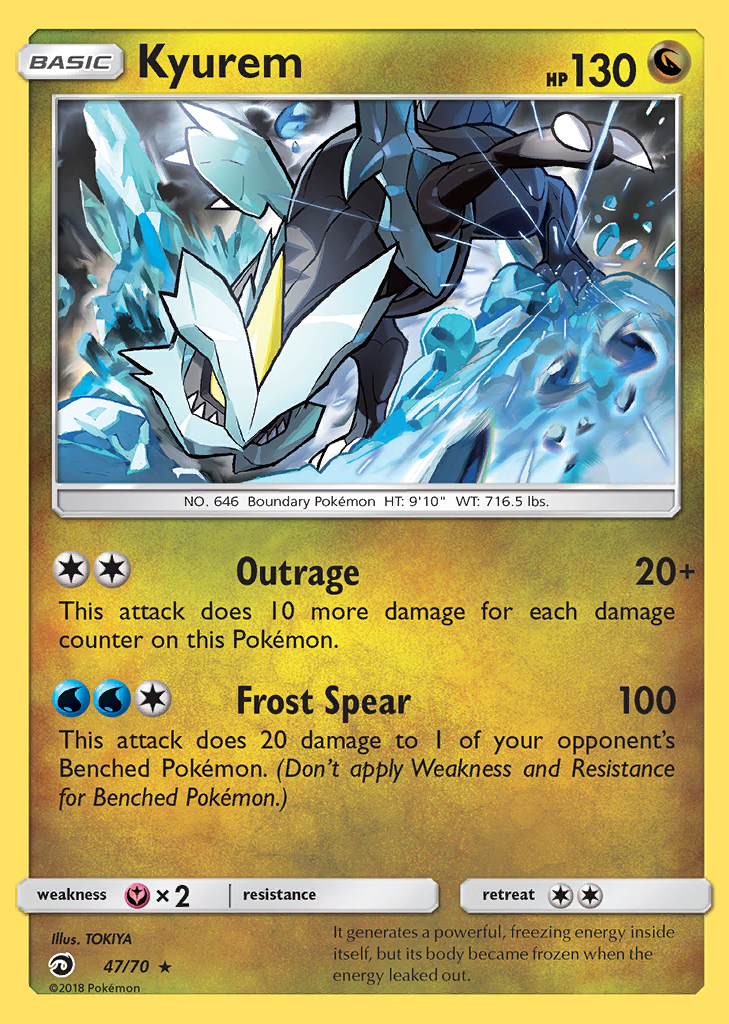 BASIC Kyurem HP 130
NO. 646 Boundary Pokémon HT: 9'10" WT: 716.5 lbs.
Outrage 20+
This attack does 10 more damage for each damage
counter on this Pokémon.
Frost Spear 100
This attack does 20 damage to 1 of your opponent's
Benched Pokémon. (Don't apply Weakness and Resistance
for Benched Pokémon.)
weakness × 2 resistance retreat
Illus. TOKIYA
47/70 ★
©2018 Pokémon
It generates a powerful, freezing energy inside
itself, but its body became frozen when the
energy leaked out.